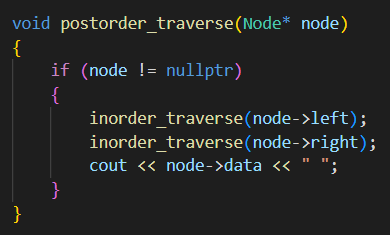 void postorder_traverse(Node* node)
{
    if (node != nullptr)
    {
        inorder_traverse(node->left);
        inorder_traverse(node->right);
        cout << node->data << " ";
    }
}